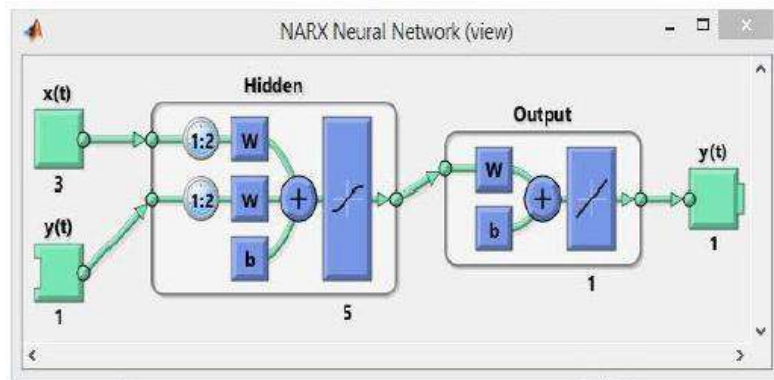 NARX Neural Network (view)
Hidden
x(t)
3
1:2 W
y(t)
1
1:2 W
b
+
5
Output
W
b
+
1
y(t)
1